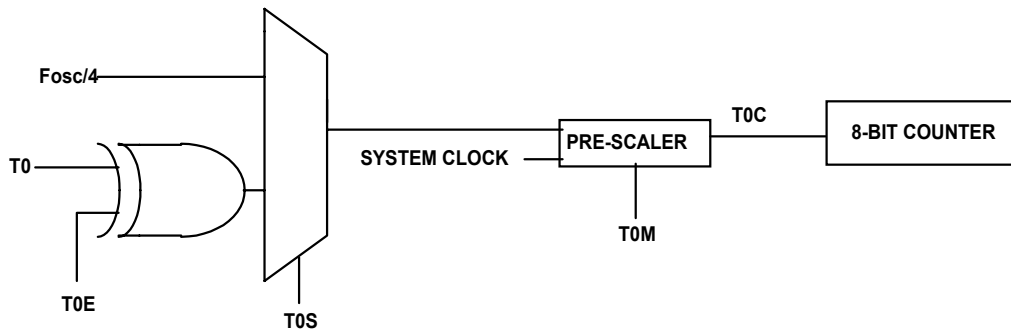 Fosc/4
T0
T0E
T0S
SYSTEM CLOCK
PRE-SCALER
T0M
T0C
8-BIT COUNTER